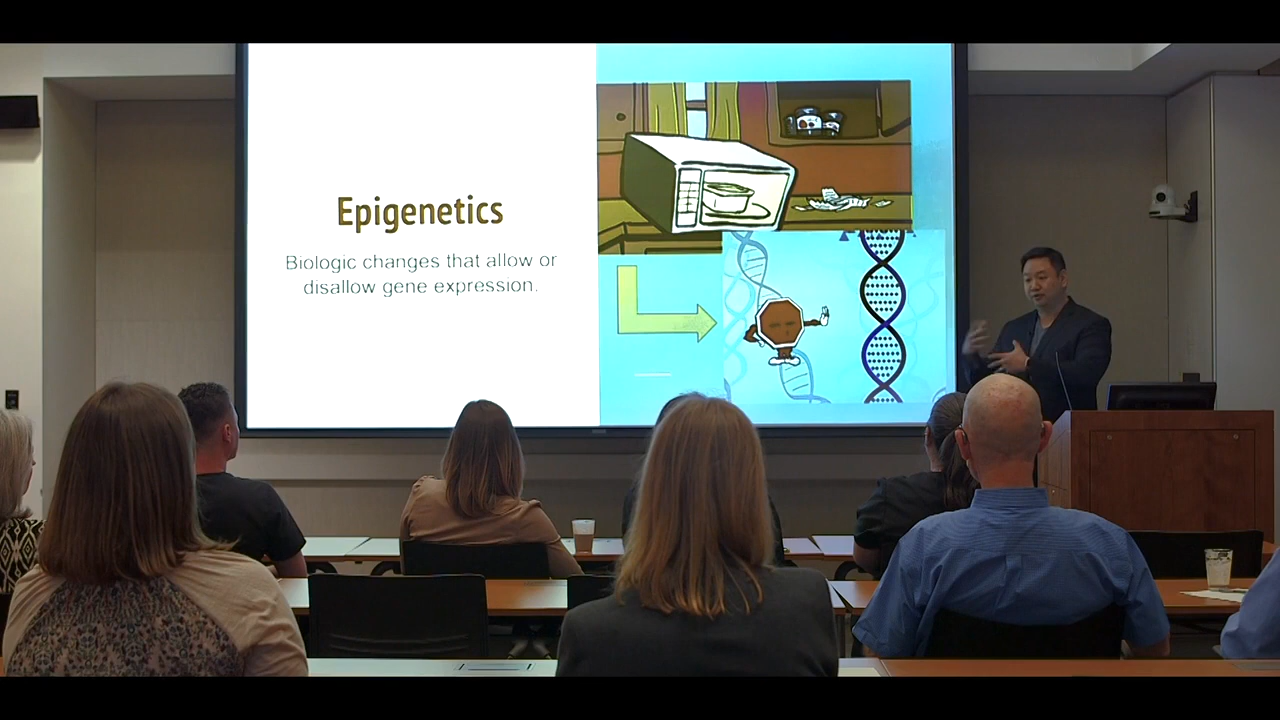 Epigenetics
Biologic changes that allow or
disallow gene expression.